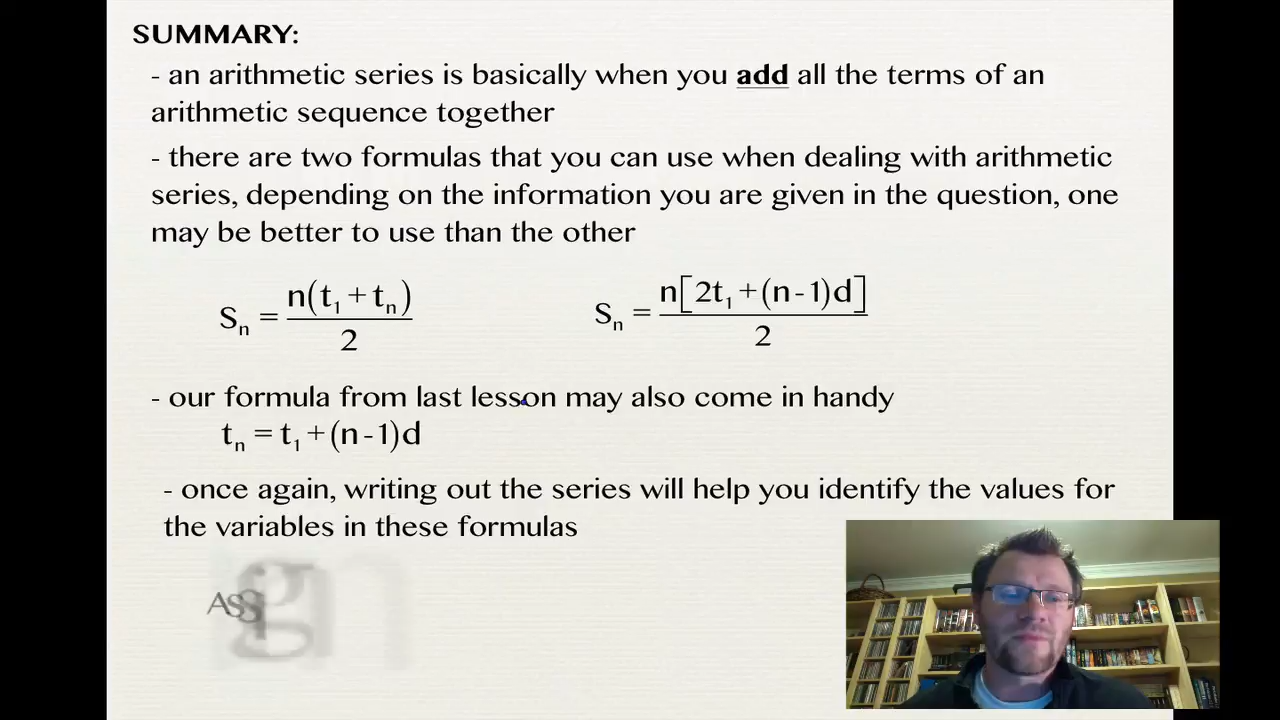 SUMMARY:
- an arithmetic series is basically when you add all the terms of an
arithmetic sequence together
- there are two formulas that you can use when dealing with arithmetic
series, depending on the information you are given in the question, one
may be better to use than the other
Sₙ = n(t₁ + tₙ) / 2
Sₙ = n[2t₁ + (n - 1)d] / 2
- our formula from last lesson may also come in handy
tₙ = t₁ + (n - 1)d
- once again, writing out the series will help you identify the values for
the variables in these formulas